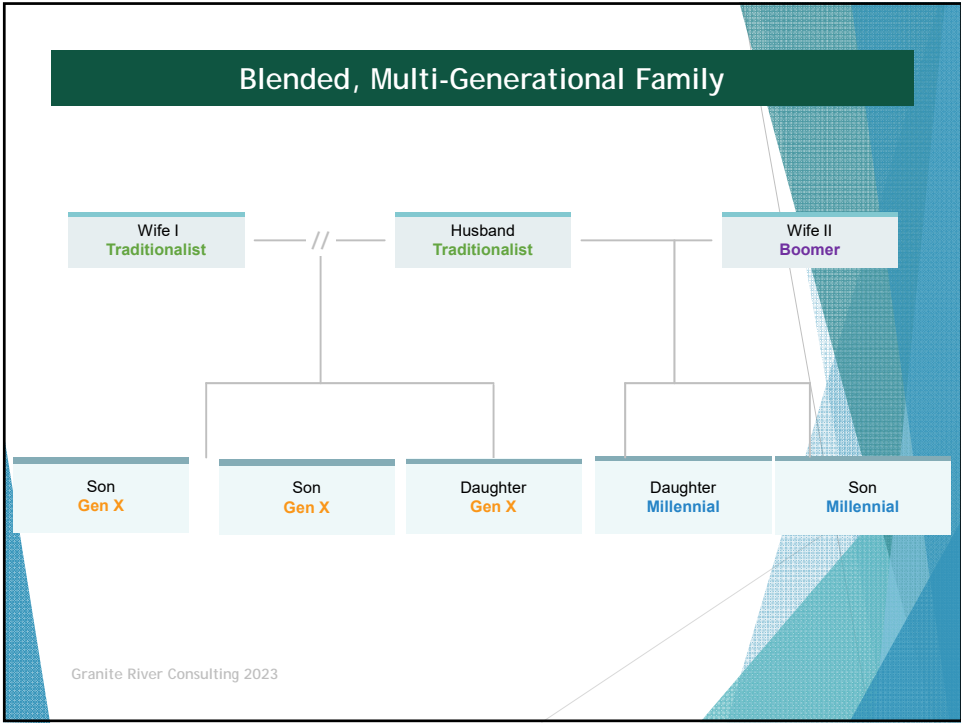 Blended, Multi-Generational Family
Wife I
Traditionalist
//
Husband
Traditionalist
Wife II
Boomer
Son
Gen X
Son
Gen X
Daughter
Gen X
Daughter
Millennial
Son
Millennial
Granite River Consulting 2023